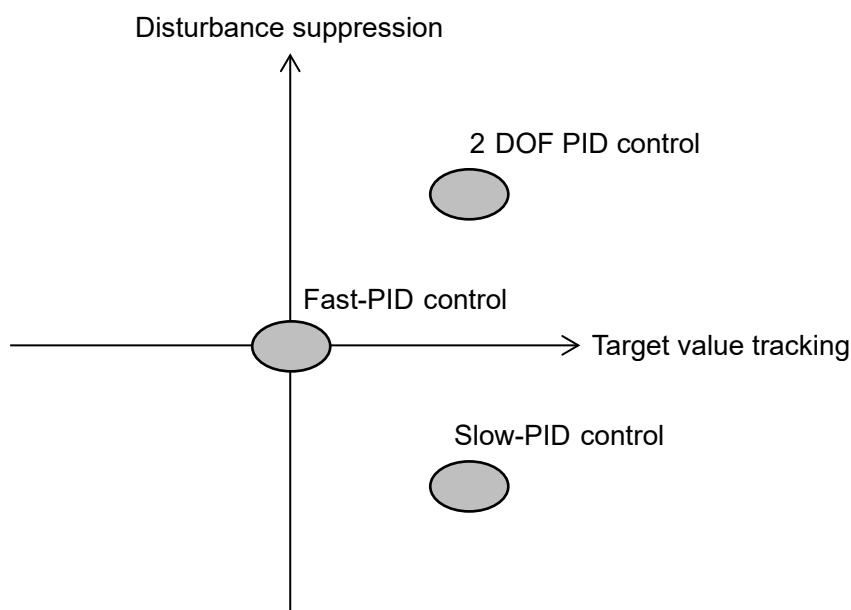 Disturbance suppression
2 DOF PID control
Fast-PID control
Target value tracking
Slow-PID control